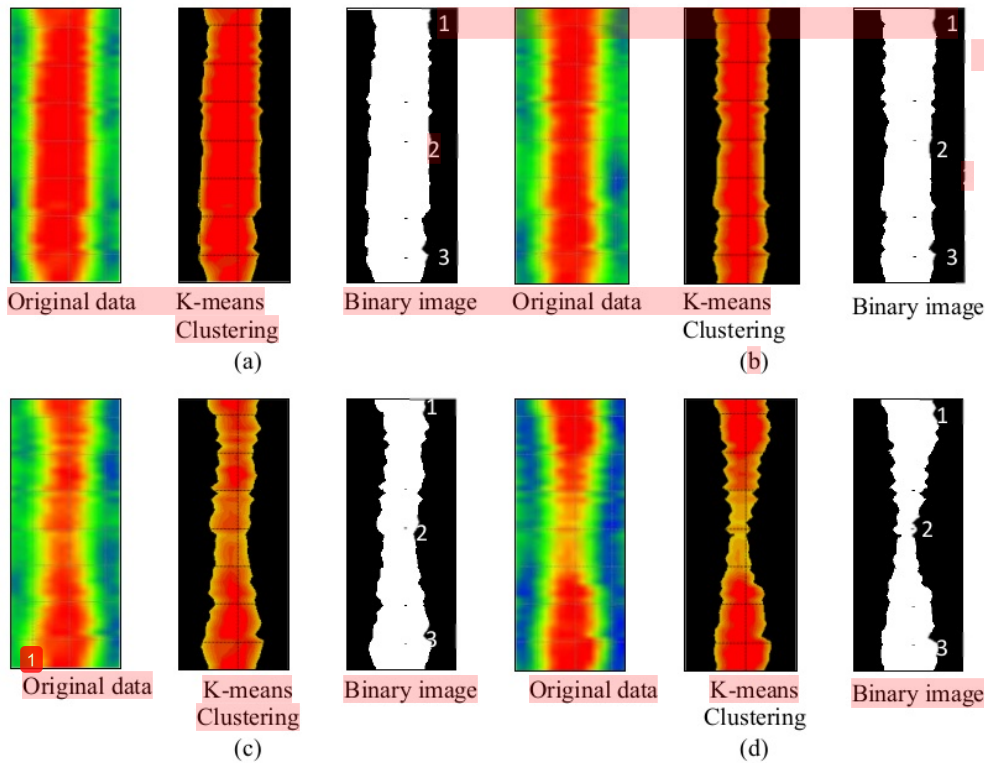 1
1
2
2
3
3
Original data K-means Binary image Original data K-means Binary image
Clustering Clustering
(a) (b)
1
1
2
2
3
3
1
Original data K-means Binary image Original data K-means Binary image
Clustering Clustering
(c) (d)